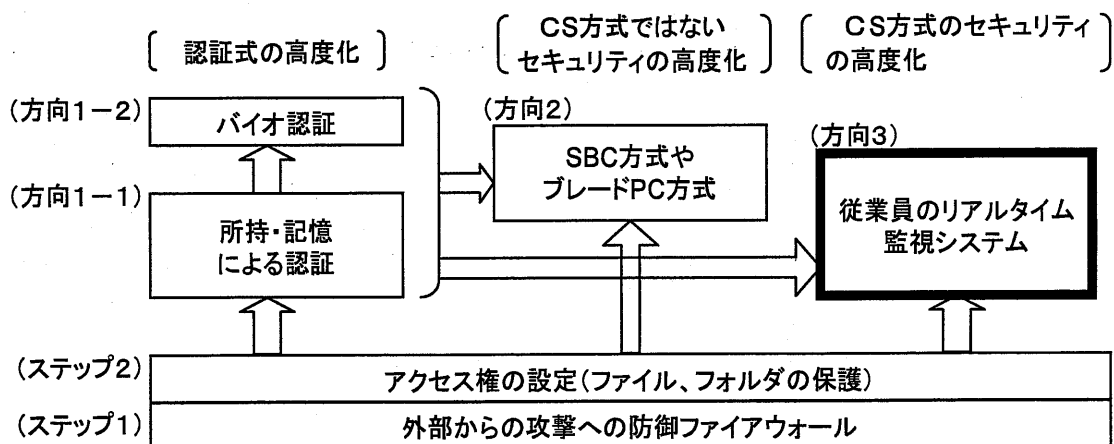 認証式の高度化
CS方式ではない
セキュリティの高度化
CS方式のセキュリティ
の高度化
(方向1-2)
バイオ認証
(方向1-1)
所持・記憶
による認証
(方向2)
SBC方式や
ブレードPC方式
(方向3)
従業員のリアルタイム
監視システム
(ステップ2)
アクセス権の設定(ファイル、フォルダの保護)
(ステップ1)
外部からの攻撃への防御ファイアウォール